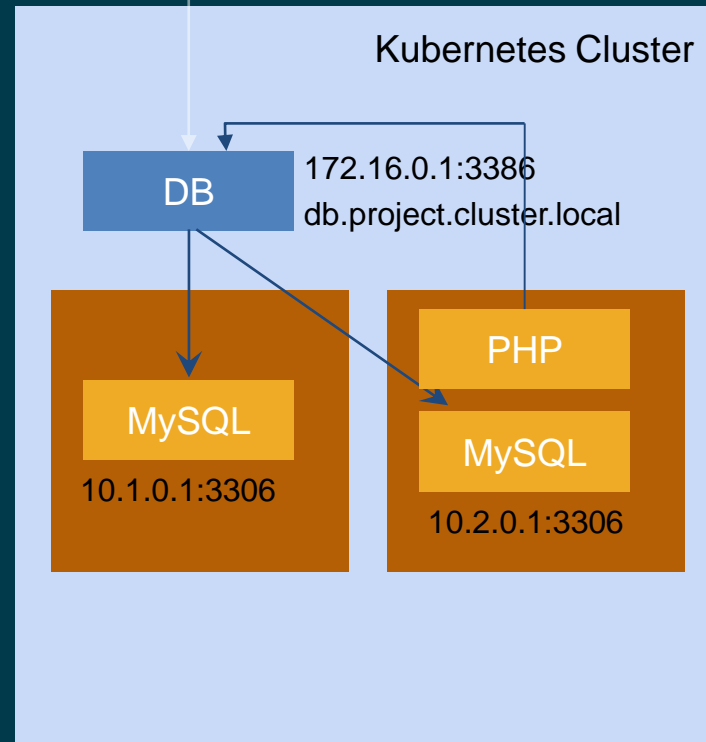 Kubernetes Cluster
DB
172.16.0.1:3386
db.project.cluster.local
PHP
MySQL
10.1.0.1:3306
MySQL
10.2.0.1:3306